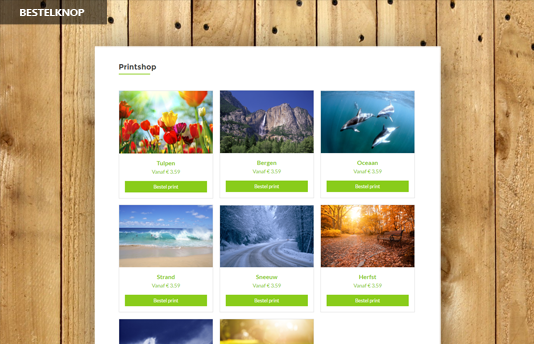 BESTELKNOP
Printshop
Tulpen
Vanaf € 3,59
Bestel print
Bergen
Vanaf € 3,59
Bestel print
Oceaan
Vanaf € 3,59
Bestel print
Strand
Vanaf € 3,59
Bestel print
Sneeuw
Vanaf € 3,59
Bestel print
Herfst
Vanaf € 3,59
Bestel print